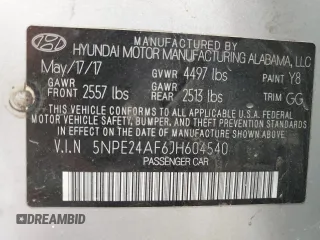 MANUFACTURED BY
HYUNDAI MOTOR MANUFACTURING ALABAMA, LLC
May/17/17 GVWR 4497 lbs PAINT Y8
GAWR FRONT 2557 lbs GAWR REAR 2513 lbs TRIM GG
THIS VEHICLE CONFORMS TO ALL APPLICABLE U.S. FEDERAL
MOTOR VEHICLE SAFETY, BUMPER, AND THEFT PREVENTION
STANDARDS IN EFFECT ON THE DATE OF MANUFACTURE SHOWN ABOVE.
V.I.N 5NPE24AF6JH604540
PASSENGER CAR
DREAMBID